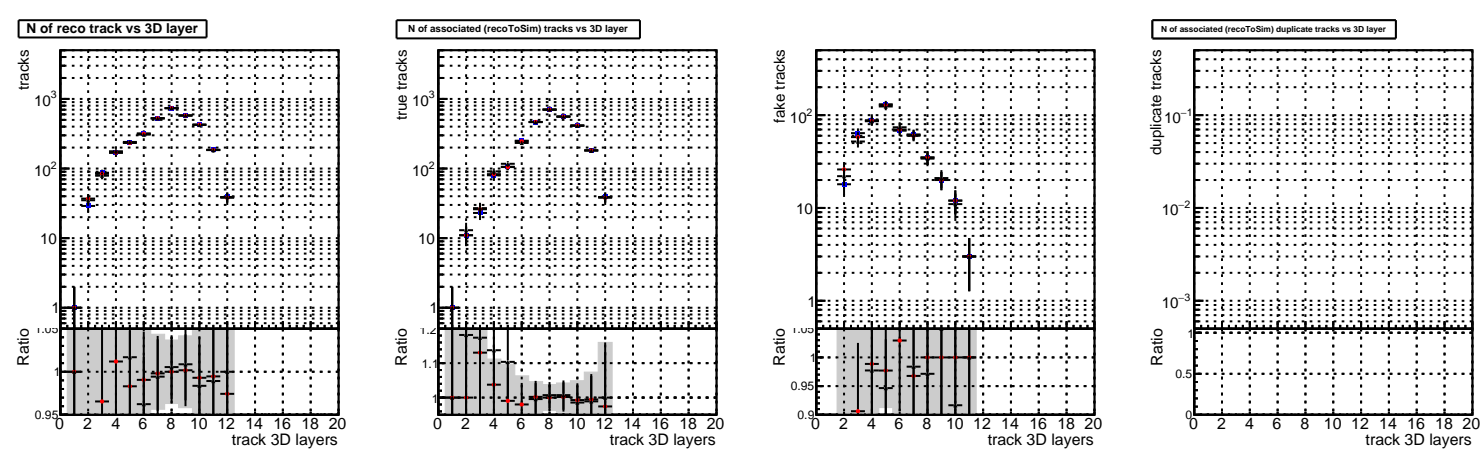 N of reco track vs 3D layer
tracks
10³
10²
10
1
Ratio
1.05
1
0.95
0 2 4 6 8 10 12 14 16 18 20
track 3D layers
N of associated (recoToSim) tracks vs 3D layer
true tracks
10³
10²
10
1
Ratio
1.2
1.1
1
0 2 4 6 8 10 12 14 16 18 20
track 3D layers
fake tracks
10²
10
1
Ratio
1.05
1
0.95
0.9
0 2 4 6 8 10 12 14 16 18 20
track 3D layers
N of associated (recoToSim) duplicate tracks vs 3D layer
duplicate tracks
10⁻¹
10⁻²
10⁻³
Ratio
1
0.5
0
0 2 4 6 8 10 12 14 16 18 20
track 3D layers